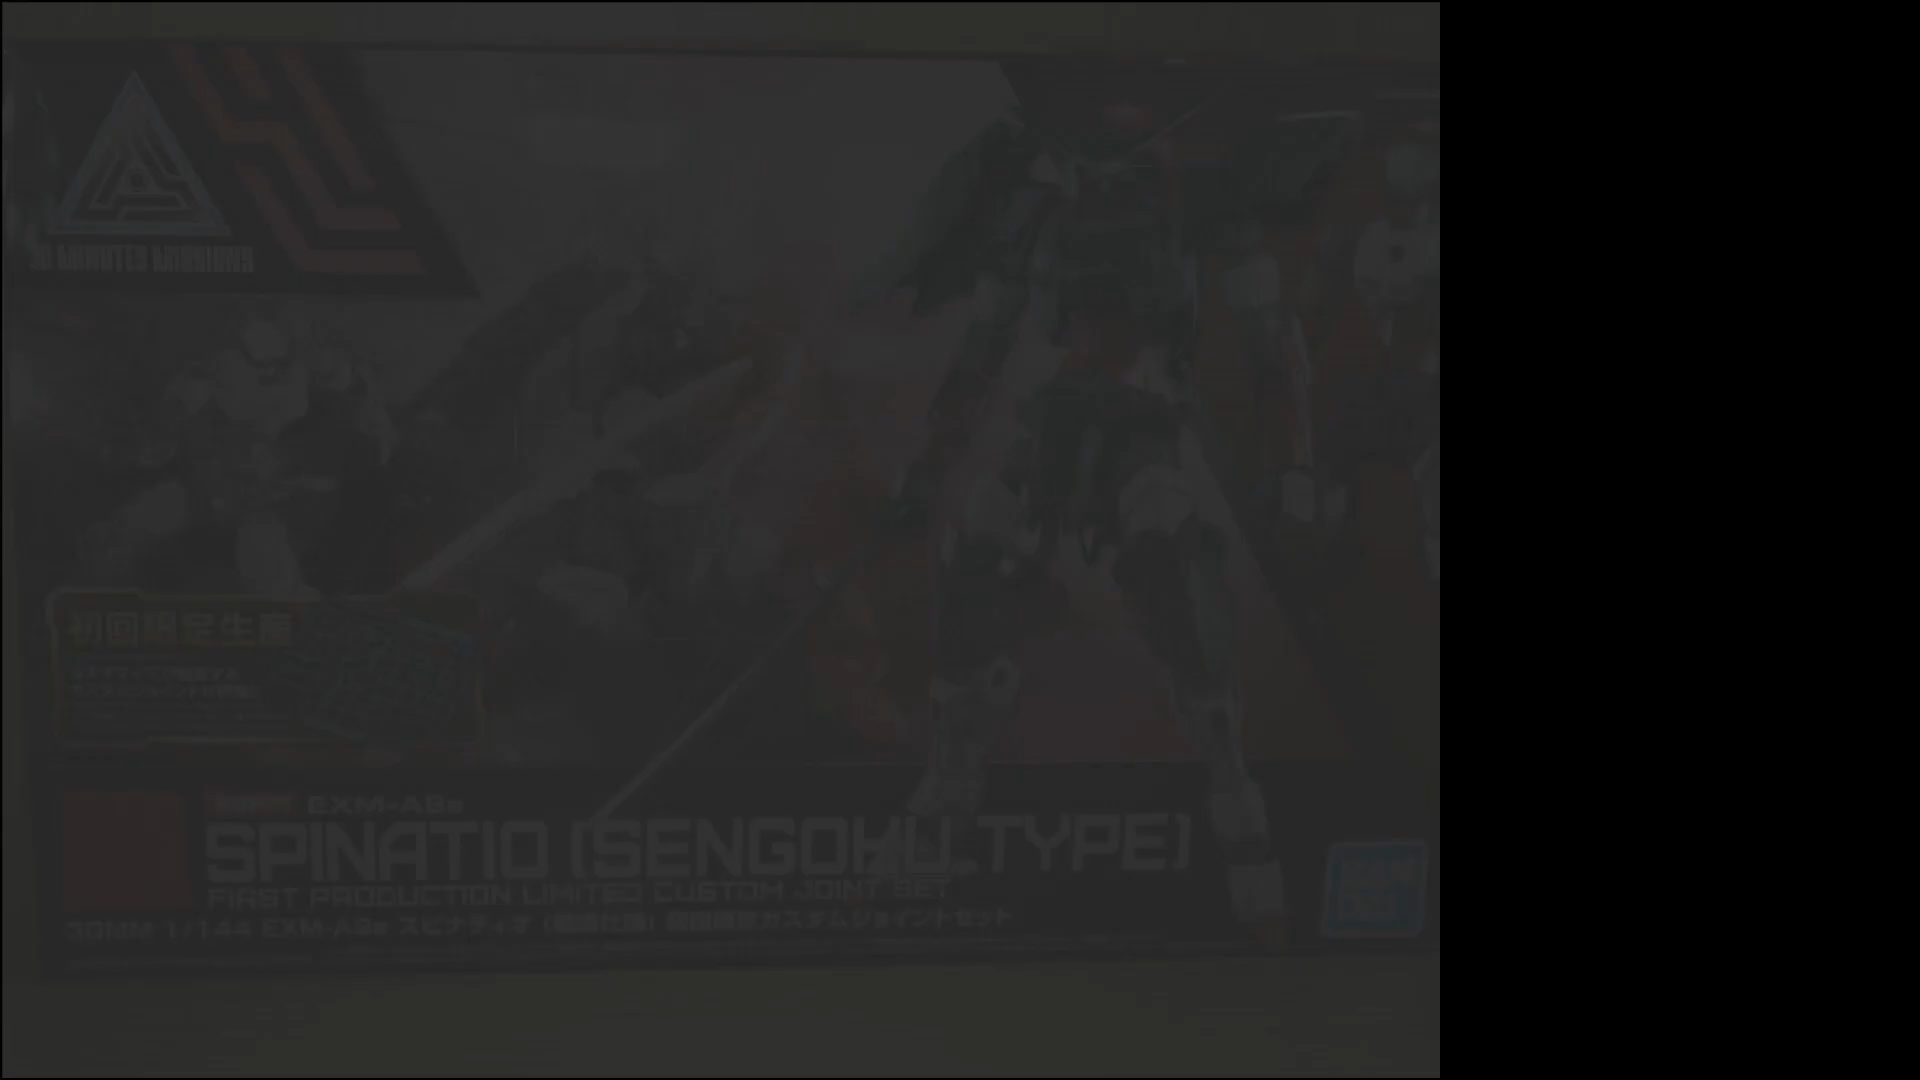 30 MINUTES MISSIONS
初回限定生産
EXM-A9s
SPINATIO [SENGOKU TYPE]
FIRST PRODUCTION LIMITED CUSTOM JOINT SET
30MM 1/144 EXM-A9s スピナティオ (戦国仕様) 初回限定カスタムジョイントセット